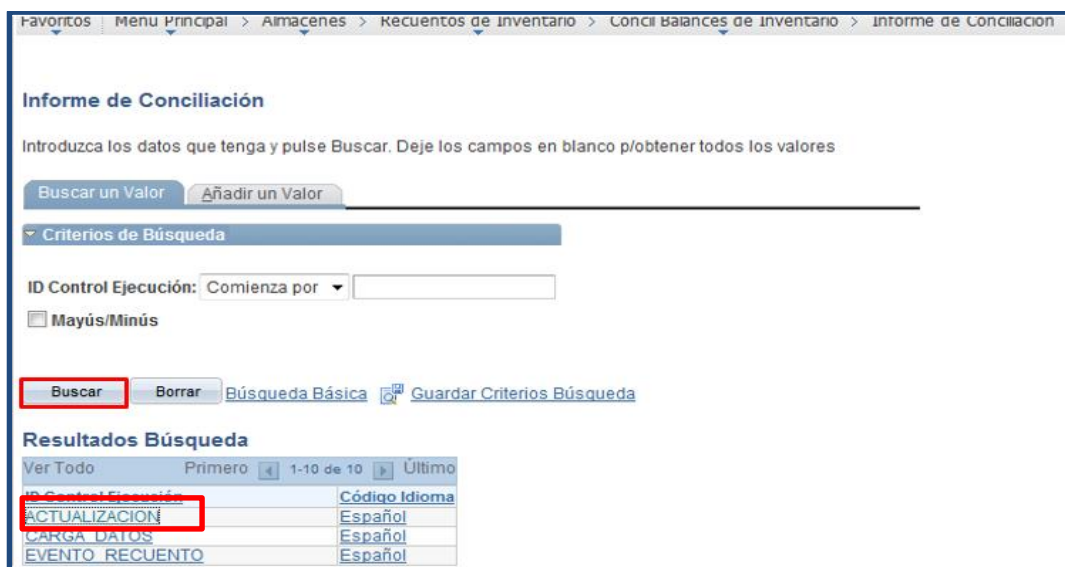 Favoritos Menú Principal > Almacenes > Recuentos de Inventario > Concil Balances de Inventario > Informe de Conciliación
Informe de Conciliación
Introduzca los datos que tenga y pulse Buscar. Deje los campos en blanco p/obtener todos los valores
Buscar un Valor Añadir un Valor
Criterios de Búsqueda
ID Control Ejecución: Comienza por
Mayús/Minús
Buscar Borrar Búsqueda Básica Guardar Criterios Búsqueda
Resultados Búsqueda
Ver Todo Primero 1-10 de 10 Último
ID Control Ejecución Código Idioma
ACTUALIZACION Español
CARGA_DATOS Español
EVENTO_RECUENTO Español